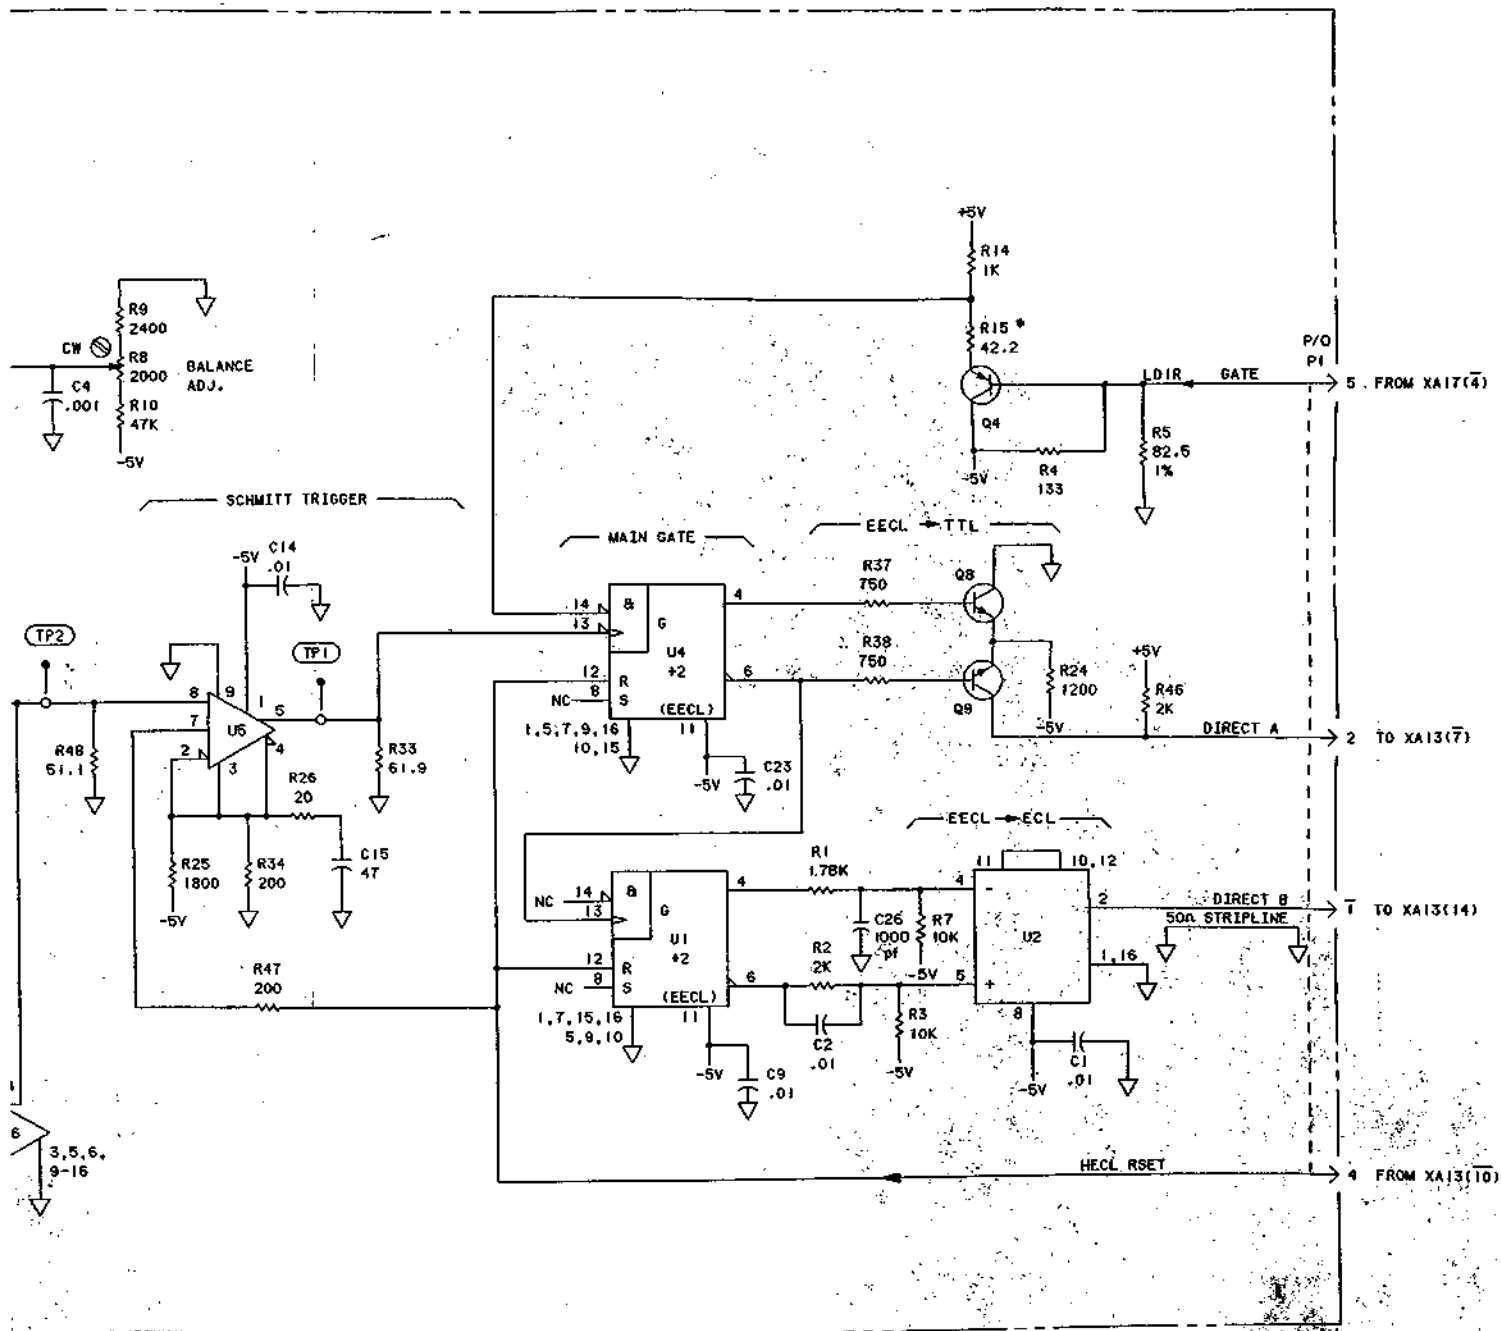 +5V
R14
1K
R9
2400
CW
R8
2000
BALANCE
ADJ.
C4
.001
R10
47K
-5V
R15 *
42.2
P/O
P1
LDIR
GATE
5
FROM XA17(4̅)
Q4
R5
82.5
1%
-5V
R4
133
SCHMITT TRIGGER
MAIN GATE
EECL → TTL
-5V
C14
.01
R37
750
Q8
TP2
TP1
14
&
13
G
U4
÷2
4
12
R
8
S
NC
6
(EECL)
1,5,7,9,16
10,15
11
R38
750
Q9
R24
1200
-5V
+5V
R46
2K
DIRECT A
2 TO XA13(7̅)
8
9
1
7
U5
5
2
4
3
R48
51.1
R33
61.9
R26
20
-5V
C23
.01
R25
1800
-5V
R34
200
C15
47
EECL → ECL
R1
1.78K
11
10,12
NC
14
&
13
G
U1
÷2
4
12
R
NC
8
S
6
(EECL)
1,7,15,16
5,9,10
11
C26
1000
pf
R7
10K
-5V
4
-
2
U2
5
+
1,16
8
DIRECT B
50Ω STRIPLINE
1̅ TO XA13(14)
R2
2K
R47
200
C2
.01
R3
10K
-5V
-5V
C9
.01
-5V
C1
.01
6
3,5,6,
9-16
HECL RSET
4 FROM XA13(1̅0̅)